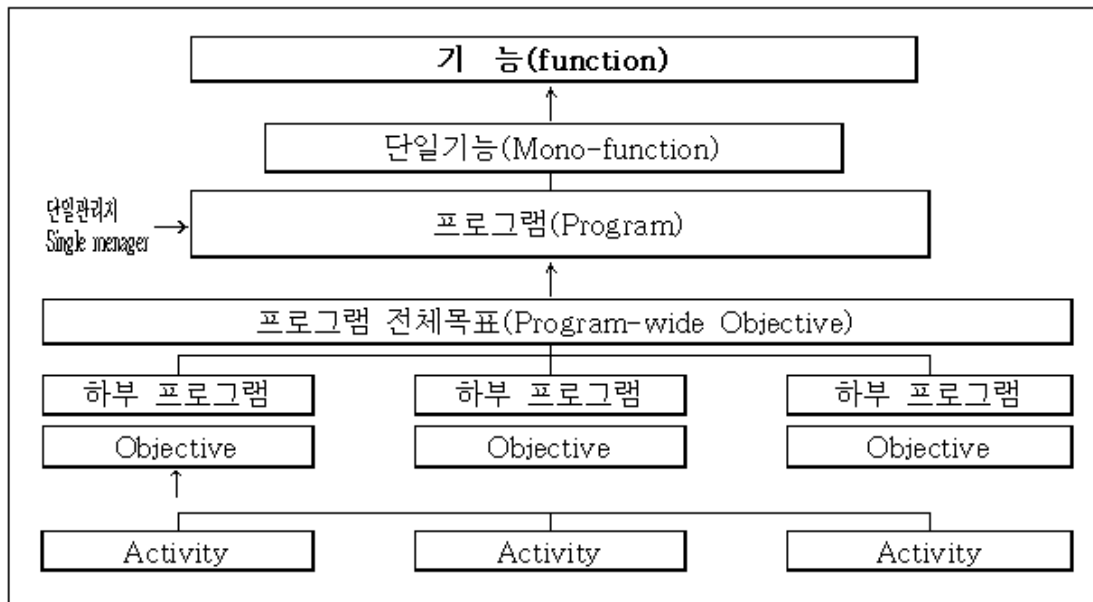 기 능(function)
단일기능(Mono-function)
단일관리지
Single menager
프로그램(Program)
프로그램 전체목표(Program-wide Objective)
하부 프로그램
하부 프로그램
하부 프로그램
Objective
Objective
Objective
Activity
Activity
Activity